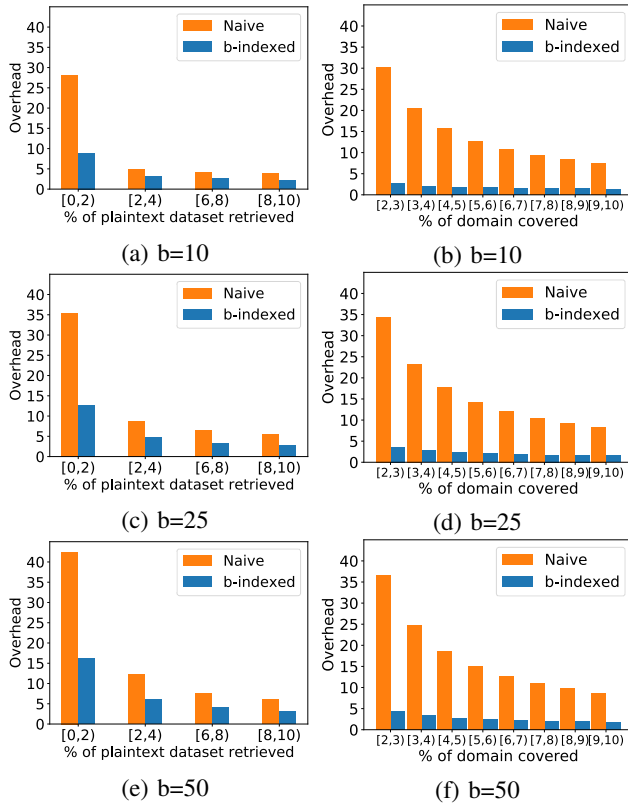 40
35
30
25
20
15
10
5
0
Overhead
Naive
b-indexed
[0,2)
[2,4)
[6,8)
[8,10)
% of plaintext dataset retrieved
(a) b=10
40
35
30
25
20
15
10
5
0
Overhead
Naive
b-indexed
[2,3) [3,4) [4,5) [5,6) [6,7) [7,8) [8,9) [9,10)
% of domain covered
(b) b=10
40
35
30
25
20
15
10
5
0
Overhead
Naive
b-indexed
[0,2)
[2,4)
[6,8)
[8,10)
% of plaintext dataset retrieved
(c) b=25
40
35
30
25
20
15
10
5
0
Overhead
Naive
b-indexed
[2,3) [3,4) [4,5) [5,6) [6,7) [7,8) [8,9) [9,10)
% of domain covered
(d) b=25
40
35
30
25
20
15
10
5
0
Overhead
Naive
b-indexed
[0,2)
[2,4)
[6,8)
[8,10)
% of plaintext dataset retrieved
(e) b=50
40
35
30
25
20
15
10
5
0
Overhead
Naive
b-indexed
[2,3) [3,4) [4,5) [5,6) [6,7) [7,8) [8,9) [9,10)
% of domain covered
(f) b=50